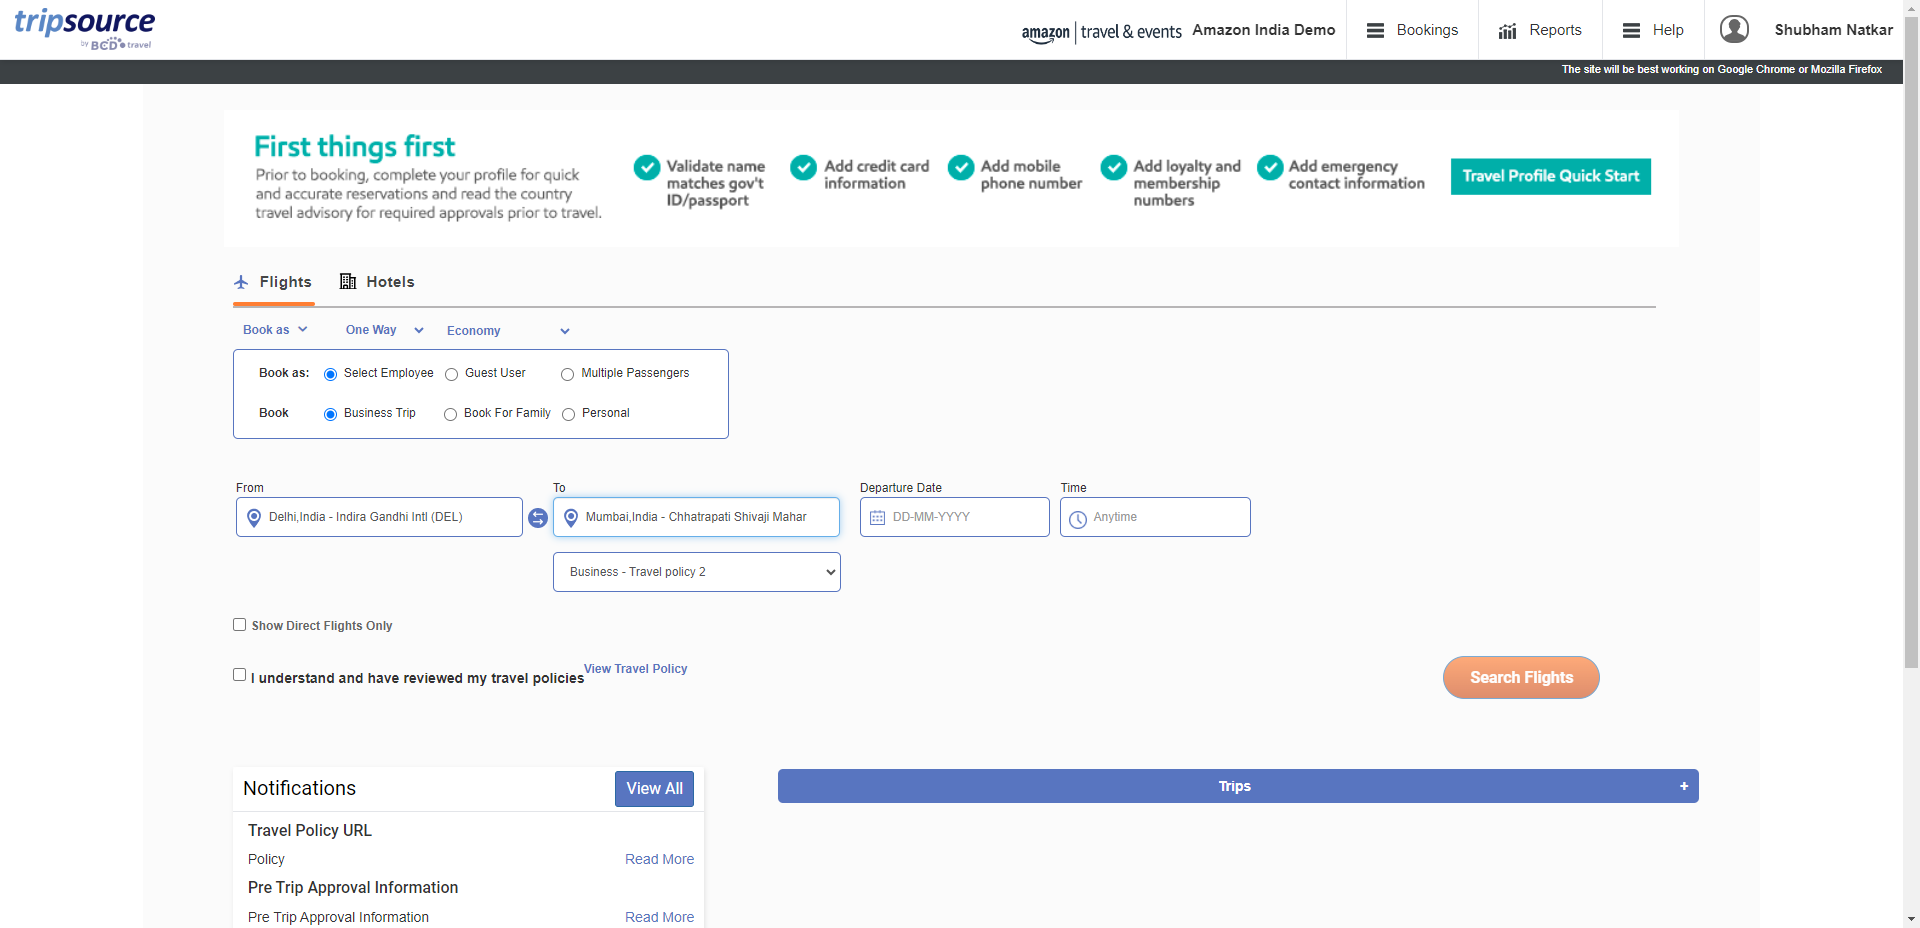 tripsource
by BCD travel
amazon | travel & events Amazon India Demo
Bookings
Reports
Help
Shubham Natkar
The site will be best working on Google Chrome or Mozilla Firefox
First things first
Prior to booking, complete your profile for quick
and accurate reservations and read the country
travel advisory for required approvals prior to travel.
Validate name
matches gov't
ID/passport
Add credit card
information
Add mobile
phone number
Add loyalty and
membership
numbers
Add emergency
contact information
Travel Profile Quick Start
Flights
Hotels
Book as
One Way
Economy
Book as: Select Employee Guest User Multiple Passengers
Book Business Trip Book For Family Personal
From
To
Departure Date
Time
Delhi,India - Indira Gandhi Intl (DEL)
Mumbai,India - Chhatrapati Shivaji Mahar
DD-MM-YYYY
Anytime
Business - Travel policy 2
Show Direct Flights Only
I understand and have reviewed my travel policies
View Travel Policy
Search Flights
Notifications
View All
Trips +
Travel Policy URL
Policy
Read More
Pre Trip Approval Information
Pre Trip Approval Information
Read More